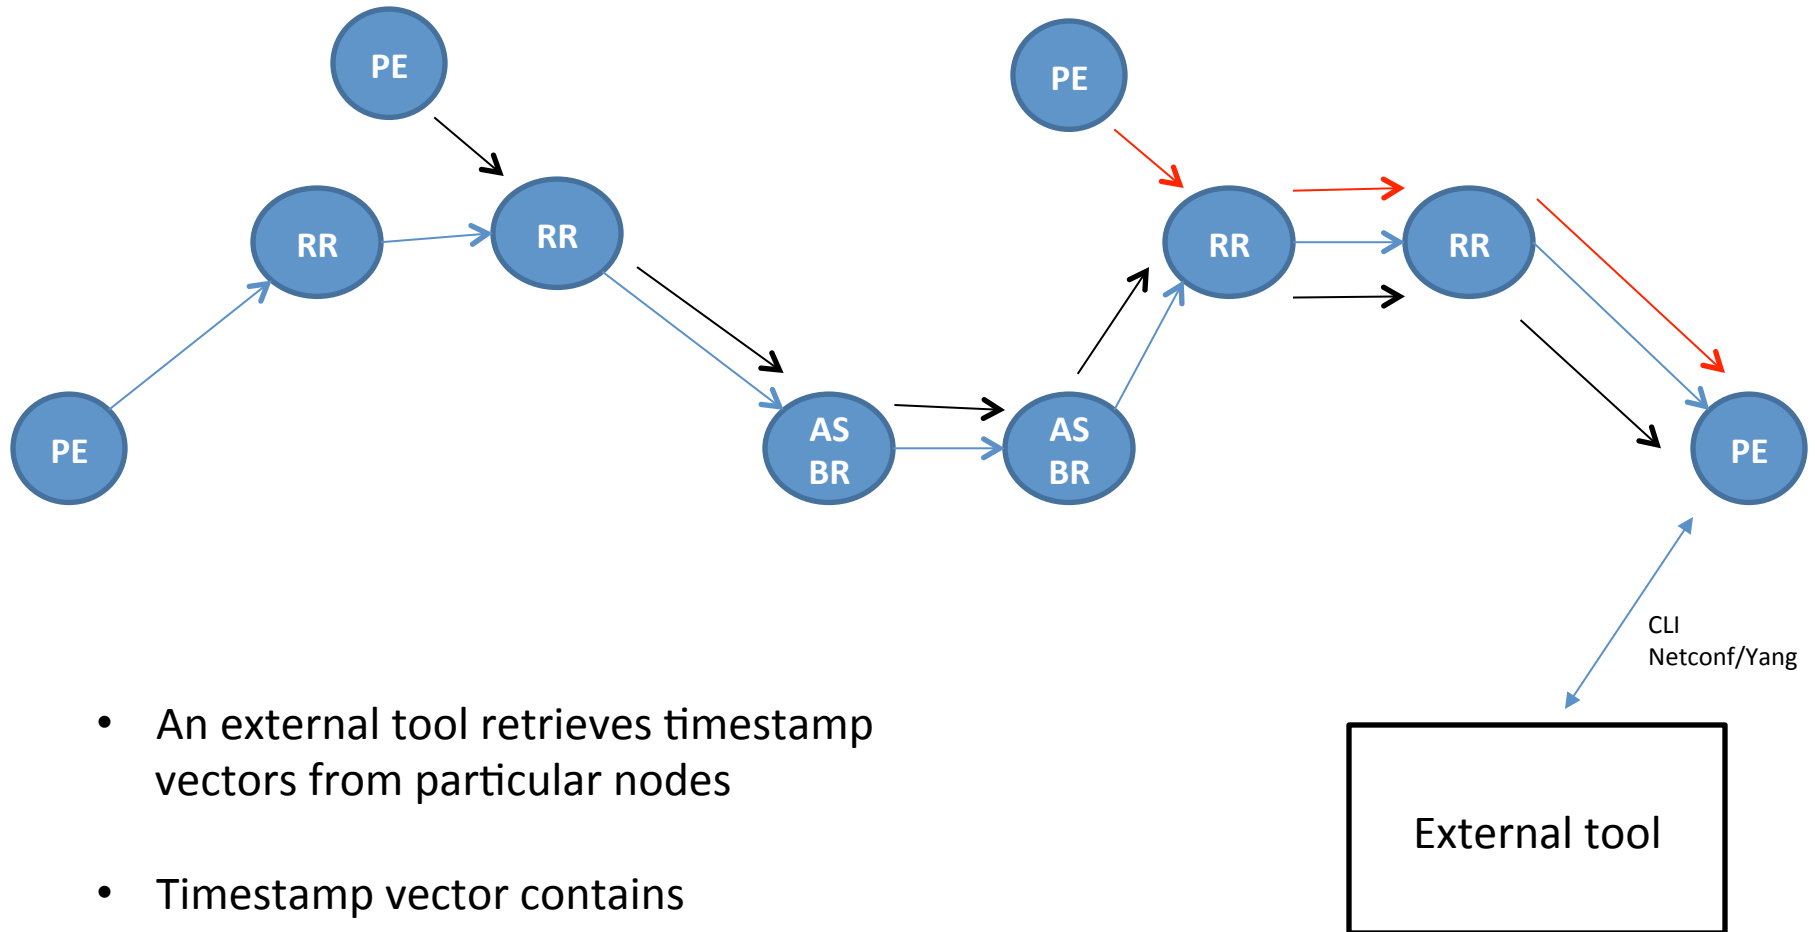 PE
PE
RR
RR
RR
RR
PE
AS
BR
AS
BR
PE
CLI
Netconf/Yang
• An external tool retrieves timestamp
vectors from particular nodes
• Timestamp vector contains
External tool